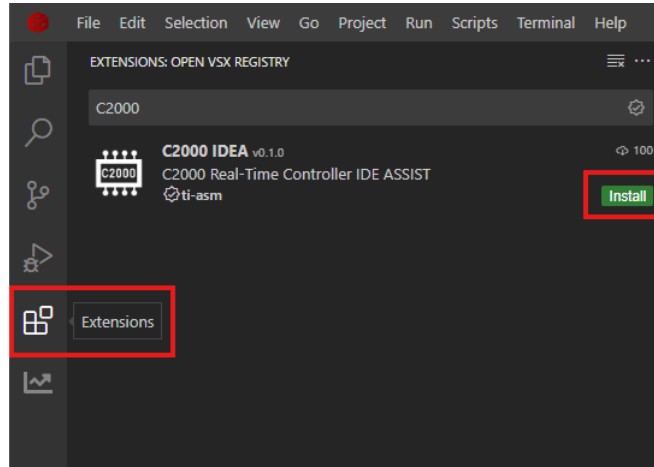 File Edit Selection View Go Project Run Scripts Terminal Help
EXTENSIONS: OPEN VSX REGISTRY
C2000
C2000 IDEA v0.1.0 100
C2000
C2000 Real-Time Controller IDE ASSIST
ti-asm Install
Extensions